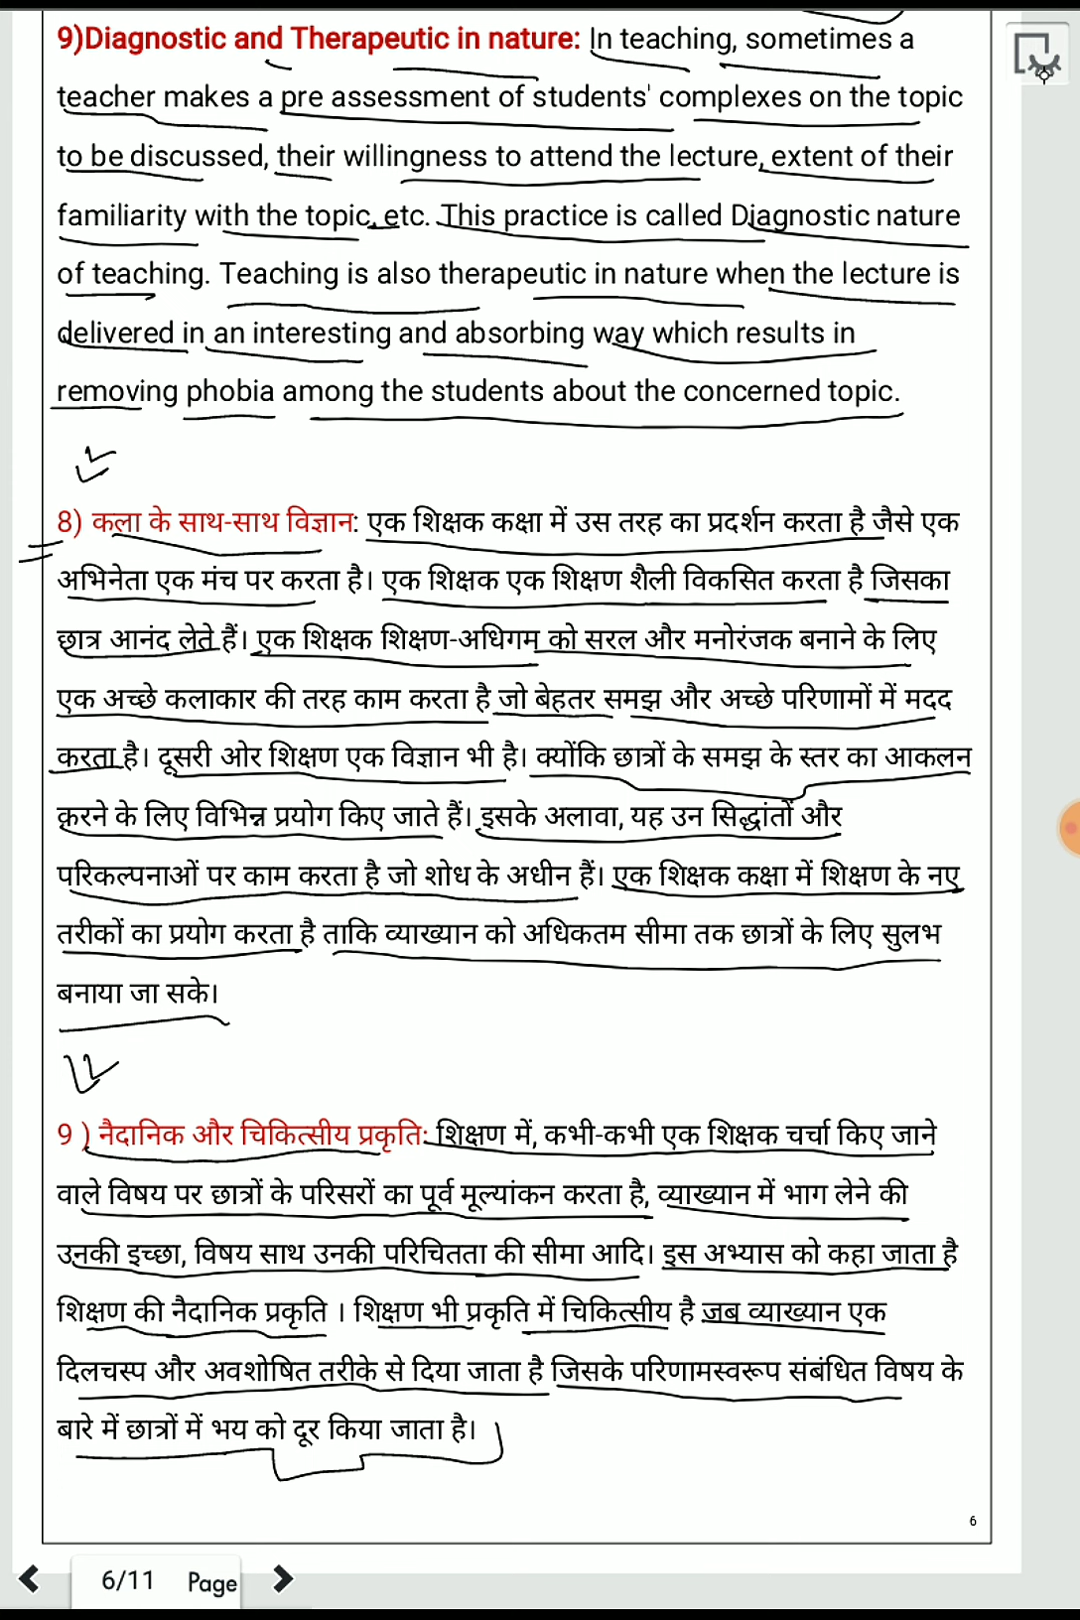 9)Diagnostic and Therapeutic in nature: In teaching, sometimes a
teacher makes a pre assessment of students' complexes on the topic
to be discussed, their willingness to attend the lecture, extent of their
familiarity with the topic, etc. This practice is called Diagnostic nature
of teaching. Teaching is also therapeutic in nature when the lecture is
delivered in an interesting and absorbing way which results in
removing phobia among the students about the concerned topic.
8) कला के साथ-साथ विज्ञान: एक शिक्षक कक्षा में उस तरह का प्रदर्शन करता है जैसे एक
अभिनेता एक मंच पर करता है। एक शिक्षक एक शिक्षण शैली विकसित करता है जिसका
छात्र आनंद लेते हैं। एक शिक्षक शिक्षण-अधिगम को सरल और मनोरंजक बनाने के लिए
एक अच्छे कलाकार की तरह काम करता है जो बेहतर समझ और अच्छे परिणामों में मदद
करता है। दूसरी ओर शिक्षण एक विज्ञान भी है। क्योंकि छात्रों के समझ के स्तर का आकलन
करने के लिए विभिन्न प्रयोग किए जाते हैं। इसके अलावा, यह उन सिद्धांतों और
परिकल्पनाओं पर काम करता है जो शोध के अधीन हैं। एक शिक्षक कक्षा में शिक्षण के नए
तरीकों का प्रयोग करता है ताकि व्याख्यान को अधिकतम सीमा तक छात्रों के लिए सुलभ
बनाया जा सके।
9 ) नैदानिक और चिकित्सीय प्रकृति: शिक्षण में, कभी-कभी एक शिक्षक चर्चा किए जाने
वाले विषय पर छात्रों के परिसरों का पूर्व मूल्यांकन करता है, व्याख्यान में भाग लेने की
उनकी इच्छा, विषय साथ उनकी परिचितता की सीमा आदि। इस अभ्यास को कहा जाता है
शिक्षण की नैदानिक प्रकृति । शिक्षण भी प्रकृति में चिकित्सीय है जब व्याख्यान एक
दिलचस्प और अवशोषित तरीके से दिया जाता है जिसके परिणामस्वरूप संबंधित विषय के
बारे में छात्रों में भय को दूर किया जाता है।
6
6/11 Page